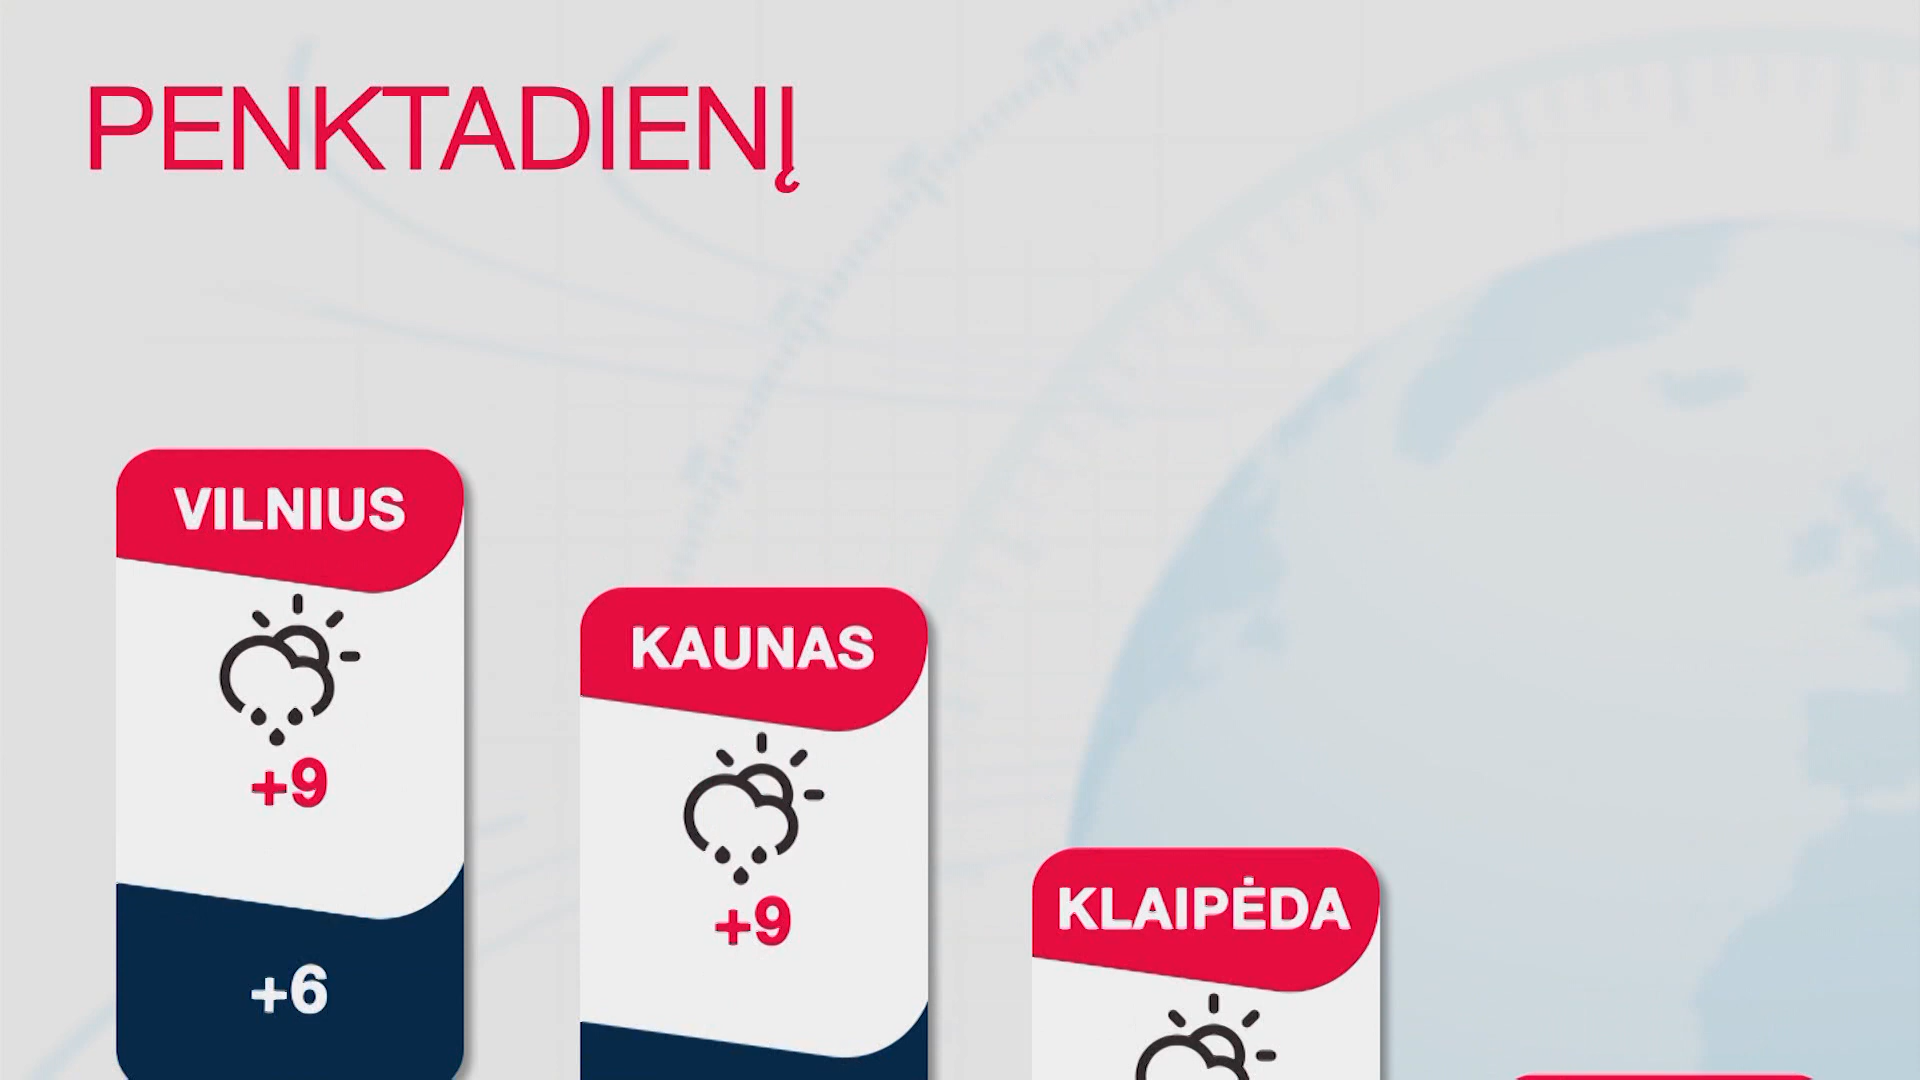 PENKTADIENĮ
VILNIUS
+9
+6
KAUNAS
+9
KLAIPĖDA